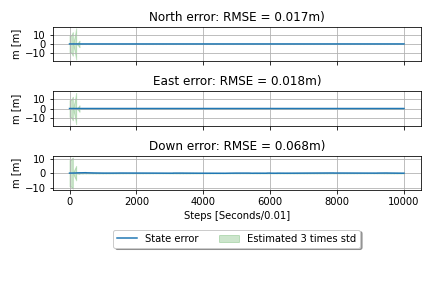 North error: RMSE = 0.017m)
m [m]
10
0
−10
East error: RMSE = 0.018m)
m [m]
10
0
−10
Down error: RMSE = 0.068m)
m [m]
10
0
−10
0 2000 4000 6000 8000 10000
Steps [Seconds/0.01]
State error Estimated 3 times std